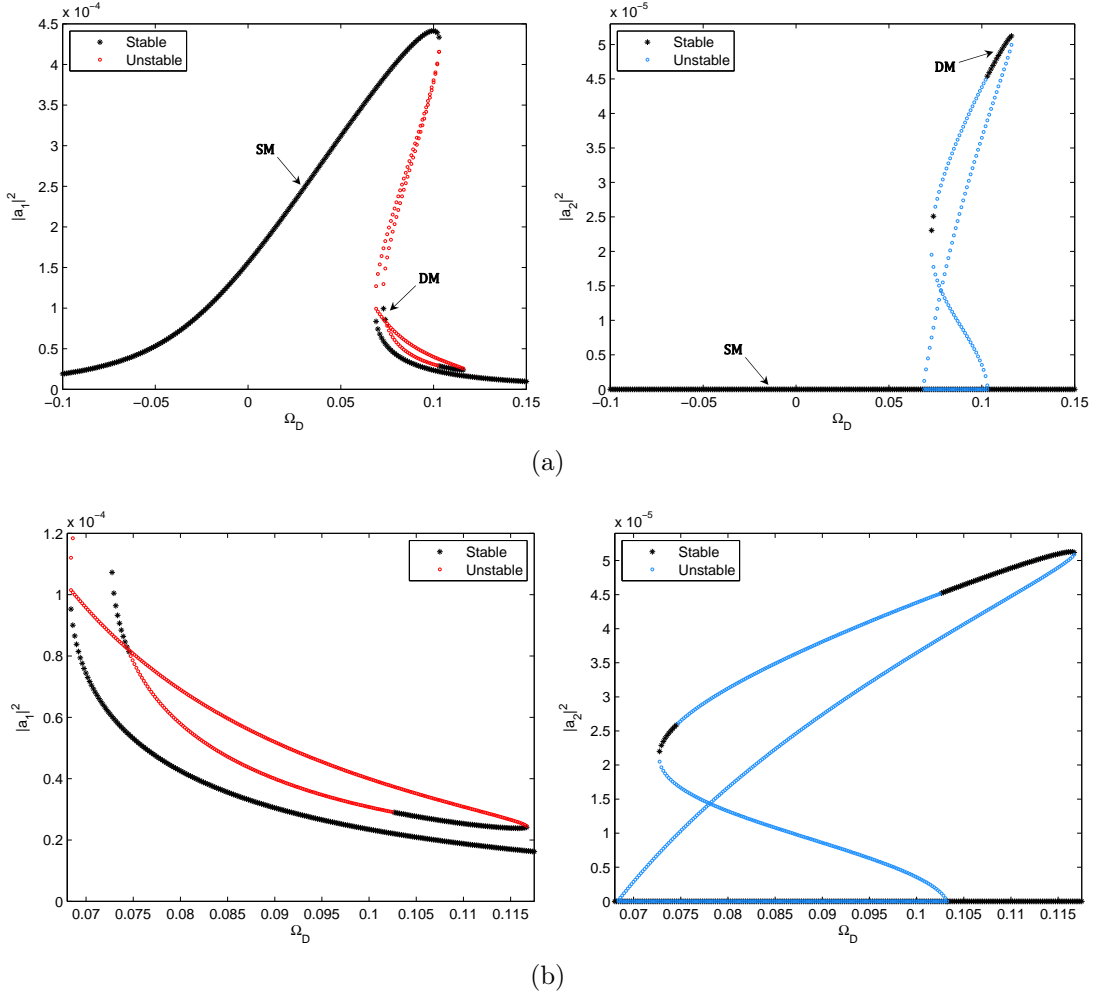 x 10⁻⁴
4.5
4
3.5
3
2.5
2
1.5
1
0.5
0
−0.1
−0.05
0
0.05
0.1
0.15
|a₁|²
Ω_D
Stable
Unstable
SM
DM
x 10⁻⁵
5
4.5
4
3.5
3
2.5
2
1.5
1
0.5
0
−0.1
−0.05
0
0.05
0.1
0.15
|a₂|²
Ω_D
Stable
Unstable
DM
SM
(a)
x 10⁻⁴
1.2
1
0.8
0.6
0.4
0.2
0
0.07
0.075
0.08
0.085
0.09
0.095
0.1
0.105
0.11
0.115
|a₁|²
Ω_D
Stable
Unstable
x 10⁻⁵
5
4.5
4
3.5
3
2.5
2
1.5
1
0.5
0
0.07
0.075
0.08
0.085
0.09
0.095
0.1
0.105
0.11
0.115
|a₂|²
Ω_D
Stable
Unstable
(b)